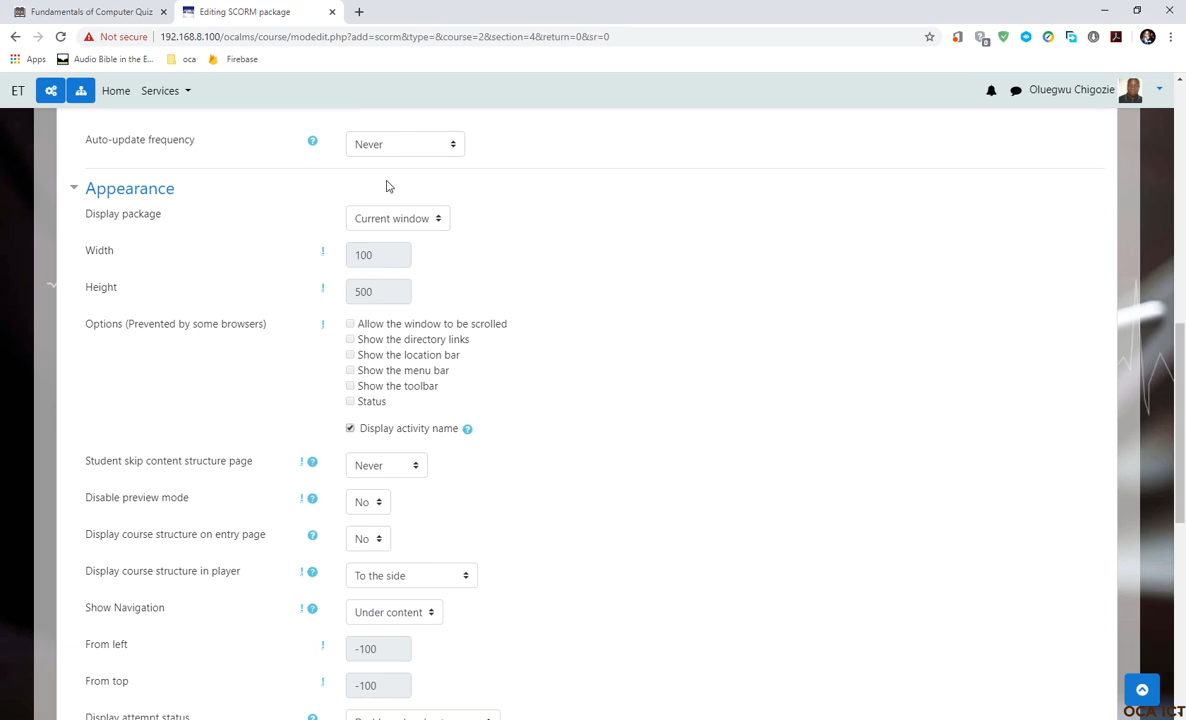 Fundamentals of Computer Quiz
Editing SCORM package
Not secure 192.168.8.100/ocalms/course/modedit.php?add=scorm&type=&course=2&section=4&return=0&sr=0
Apps Audio Bible in the E... oca Firebase
ET Home Services Oluegwu Chigozie
Auto-update frequency ? Never
Appearance
Display package Current window
Width ! 100
Height ! 500
Options (Prevented by some browsers) ! Allow the window to be scrolled
Show the directory links
Show the location bar
Show the menu bar
Show the toolbar
Status
Display activity name ?
Student skip content structure page ! ? Never
Disable preview mode ! ? No
Display course structure on entry page ? No
Display course structure in player ! ? To the side
Show Navigation ! ? Under content
From left ! -100
From top ! -100
Display attempt status ?
OCA ICT